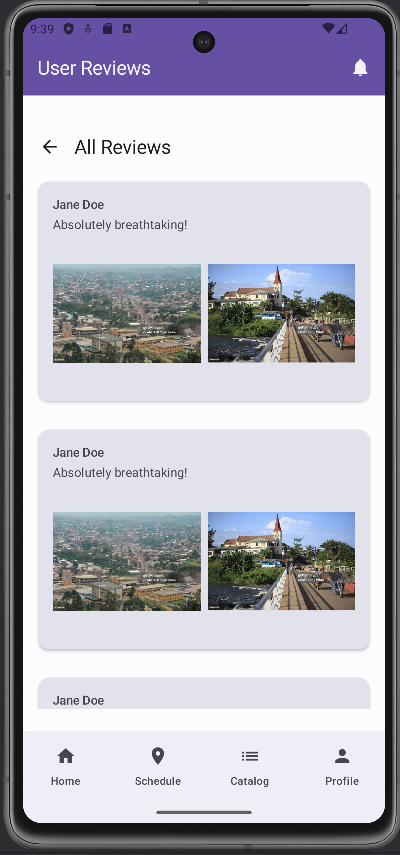 9:39
User Reviews
All Reviews
Jane Doe
Absolutely breathtaking!
Jane Doe
Absolutely breathtaking!
Jane Doe
Home
Schedule
Catalog
Profile